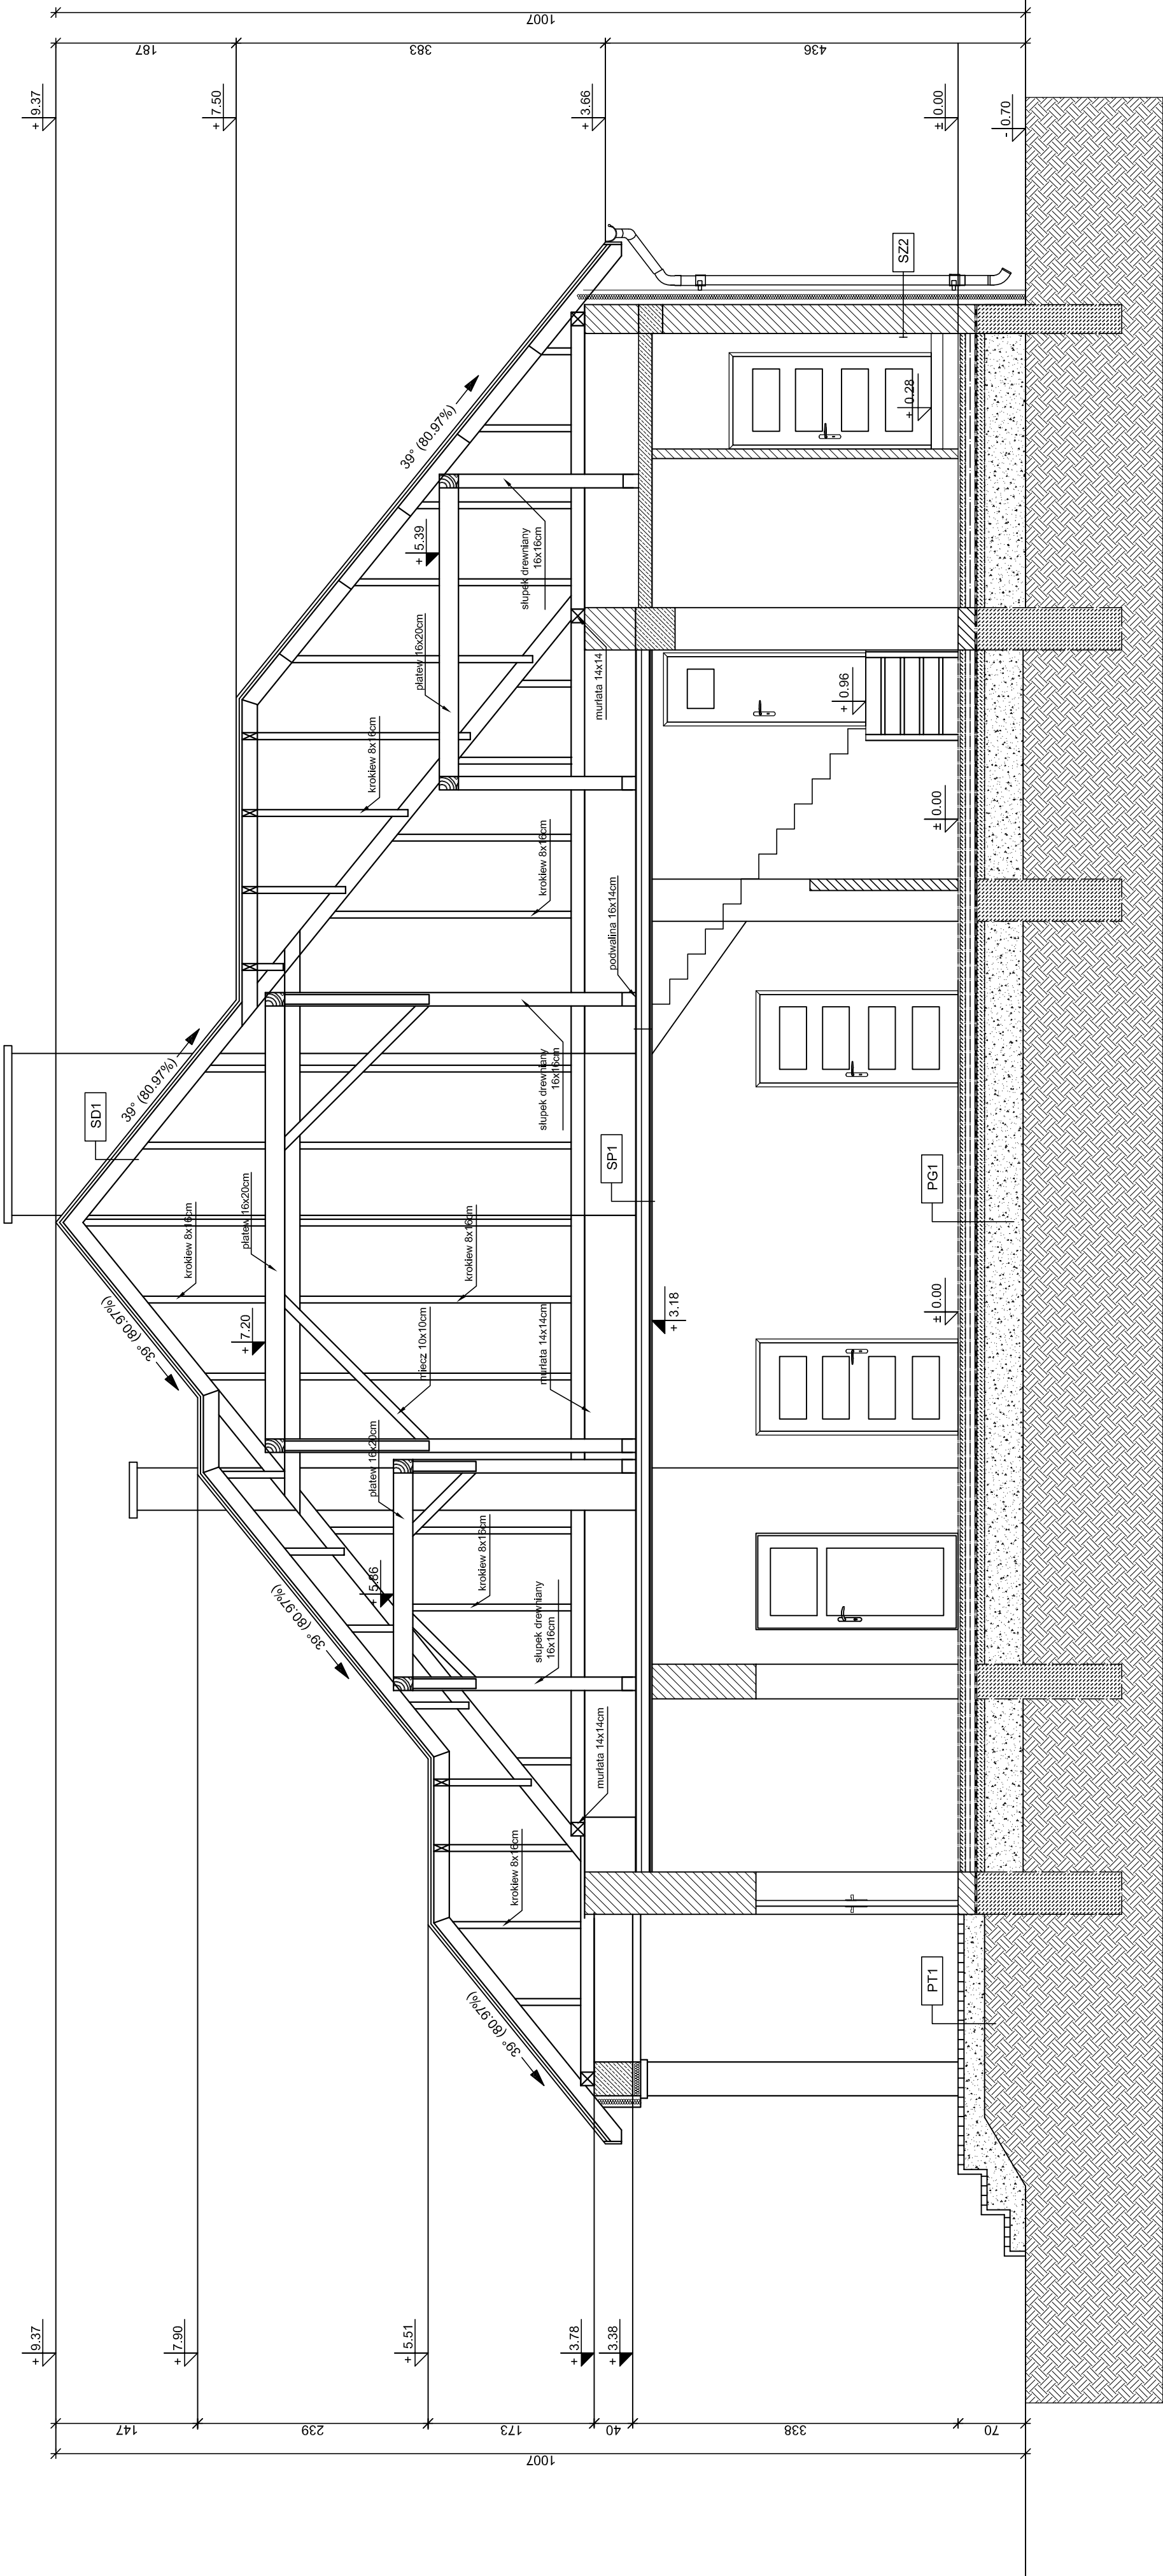 1007
187
383
436
+ 9.37
+ 7.50
+ 3.66
± 0.00
- 0.70
SZ2
39° (80.97%)
+ 0.28
+ 5.39
słupek drewniany
16x16cm
płatew 16x20cm
murłata 14x14
+ 0.96
krokiew 8x16cm
± 0.00
krokiew 8x16cm
podwalina 16x14cm
39° (80.97%)
SD1
słupek drewniany
16x16cm
SP1
PG1
płatew 16x20cm
krokiew 8x16cm
krokiew 8x16cm
39° (80.97%)
+ 7.20
+ 3.18
± 0.00
miecz 10x10cm
murłata 14x14cm
płatew 16x20cm
krokiew 8x16cm
+ 5.86
39° (80.97%)
słupek drewniany
16x16cm
murłata 14x14cm
krokiew 8x16cm
PT1
39° (80.97%)
+ 9.37
+ 7.90
+ 5.51
+ 3.78
+ 3.38
147
239
173
40
338
70
1007